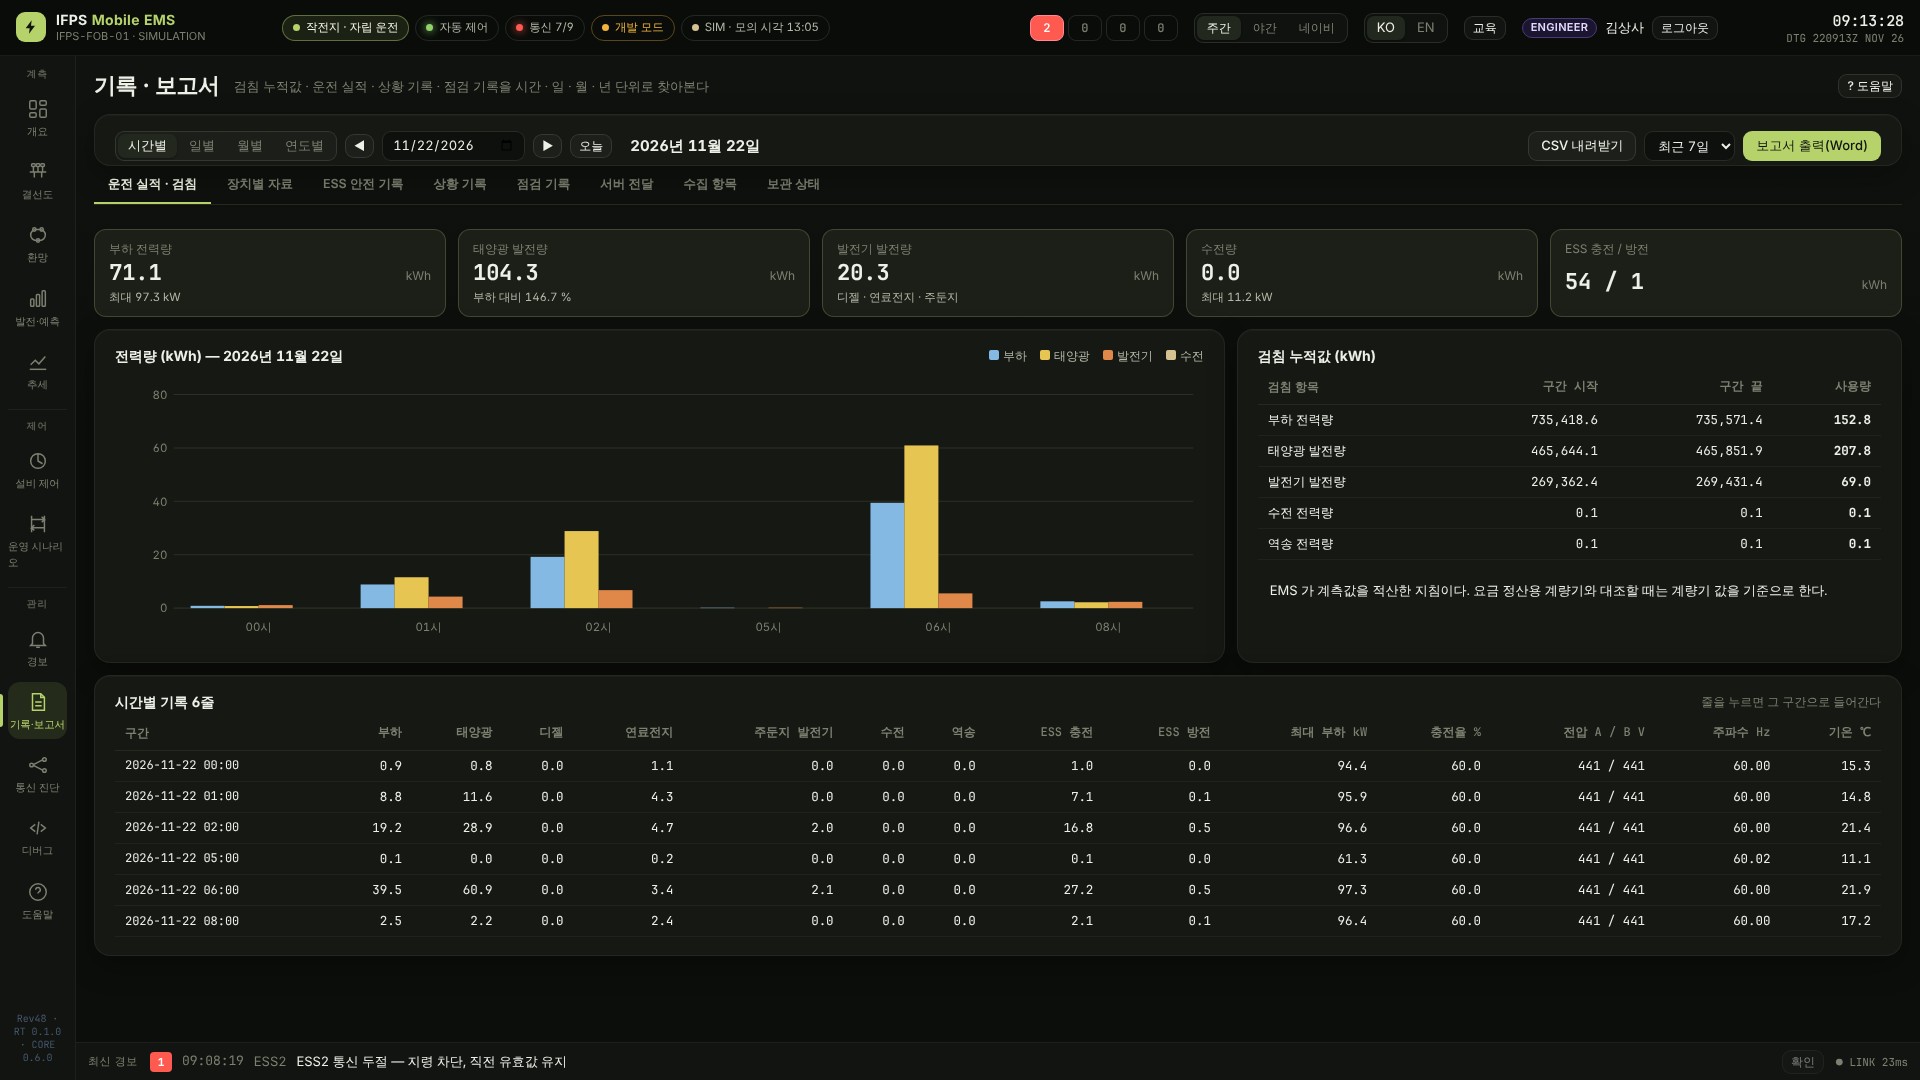 IFPS Mobile EMS
IFPS-FOB-01 · SIMULATION
작전지 · 자립 운전
자동 제어
통신 7/9
개발 모드
SIM · 모의 시각 13:05
2 0 0 0
주간 야간 네이비
KO EN
교육
ENGINEER 김상사 로그아웃
09:13:28
DTG 220913Z NOV 26
계측
개요
결선도
환망
발전·예측
추세
제어
설비 제어
운영 시나리오
관리
경보
기록·보고서
통신 진단
디버그
도움말
Rev48 ·
RT 0.1.0
· CORE
0.6.0
기록 · 보고서 검침 누적값 · 운전 실적 · 상황 기록 · 점검 기록을 시간 · 일 · 월 · 년 단위로 찾아본다
? 도움말
시간별 일별 월별 연도별 ◀ 11/22/2026 ▶ 오늘 2026년 11월 22일
CSV 내려받기 최근 7일 보고서 출력(Word)
운전 실적 · 검침 장치별 자료 ESS 안전 기록 상황 기록 점검 기록 서버 전달 수집 항목 보관 상태
부하 전력량
71.1 kWh
최대 97.3 kW
태양광 발전량
104.3 kWh
부하 대비 146.7 %
발전기 발전량
20.3 kWh
디젤 · 연료전지 · 주둔지
수전량
0.0 kWh
최대 11.2 kW
ESS 충전 / 방전
54 / 1 kWh
전력량 (kWh) — 2026년 11월 22일
부하 태양광 발전기 수전
80
60
40
20
0
00시 01시 02시 05시 06시 08시
검침 누적값 (kWh)
검침 항목 구간 시작 구간 끝 사용량
부하 전력량 735,418.6 735,571.4 152.8
태양광 발전량 465,644.1 465,851.9 207.8
발전기 발전량 269,362.4 269,431.4 69.0
수전 전력량 0.1 0.1 0.1
역송 전력량 0.1 0.1 0.1
EMS 가 계측값을 적산한 지침이다. 요금 정산용 계량기와 대조할 때는 계량기 값을 기준으로 한다.
시간별 기록 6줄
줄을 누르면 그 구간으로 들어간다
구간 부하 태양광 디젤 연료전지 주둔지 발전기 수전 역송 ESS 충전 ESS 방전 최대 부하 kW 충전율 % 전압 A / B V 주파수 Hz 기온 ℃
2026-11-22 00:00 0.9 0.8 0.0 1.1 0.0 0.0 0.0 1.0 0.0 94.4 60.0 441 / 441 60.00 15.3
2026-11-22 01:00 8.8 11.6 0.0 4.3 0.0 0.0 0.0 7.1 0.1 95.9 60.0 441 / 441 60.00 14.8
2026-11-22 02:00 19.2 28.9 0.0 4.7 2.0 0.0 0.0 16.8 0.5 96.6 60.0 441 / 441 60.00 21.4
2026-11-22 05:00 0.1 0.0 0.0 0.2 0.0 0.0 0.0 0.1 0.0 61.3 60.0 441 / 441 60.02 11.1
2026-11-22 06:00 39.5 60.9 0.0 3.4 2.1 0.0 0.0 27.2 0.5 97.3 60.0 441 / 441 60.00 21.9
2026-11-22 08:00 2.5 2.2 0.0 2.4 0.0 0.0 0.0 2.1 0.1 96.4 60.0 441 / 441 60.00 17.2
최신 경보 1 09:08:19 ESS2 ESS2 통신 두절 — 지령 차단, 직전 유효값 유지
확인 LINK 23ms